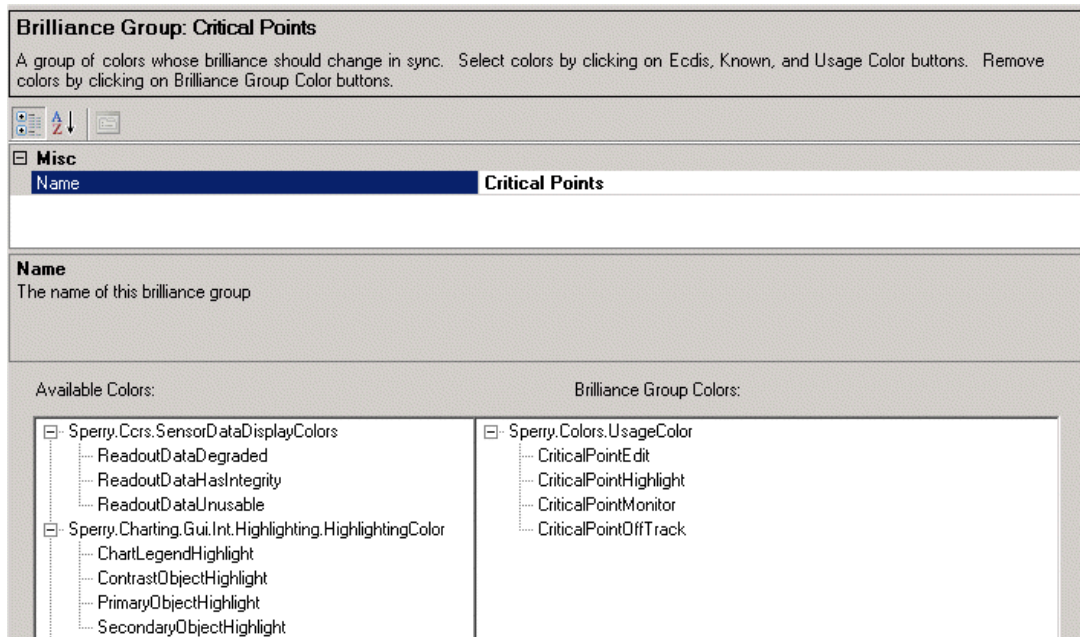 Brilliance Group: Critical Points
A group of colors whose brilliance should change in sync. Select colors by clicking on Ecdis, Known, and Usage Color buttons. Remove
colors by clicking on Brilliance Group Color buttons.
A
Z
Misc
Name Critical Points
Name
The name of this brilliance group
Available Colors: Brilliance Group Colors:
Sperry.Ccrs.SensorDataDisplayColors Sperry.Colors.UsageColor
ReadoutDataDegraded CriticalPointEdit
ReadoutDataHasIntegrity CriticalPointHighlight
ReadoutDataUnusable CriticalPointMonitor
Sperry.Charting.Gui.Int.Highlighting.HighlightingColor CriticalPointOffTrack
ChartLegendHighlight
ContrastObjectHighlight
PrimaryObjectHighlight
SecondaryObjectHighlight